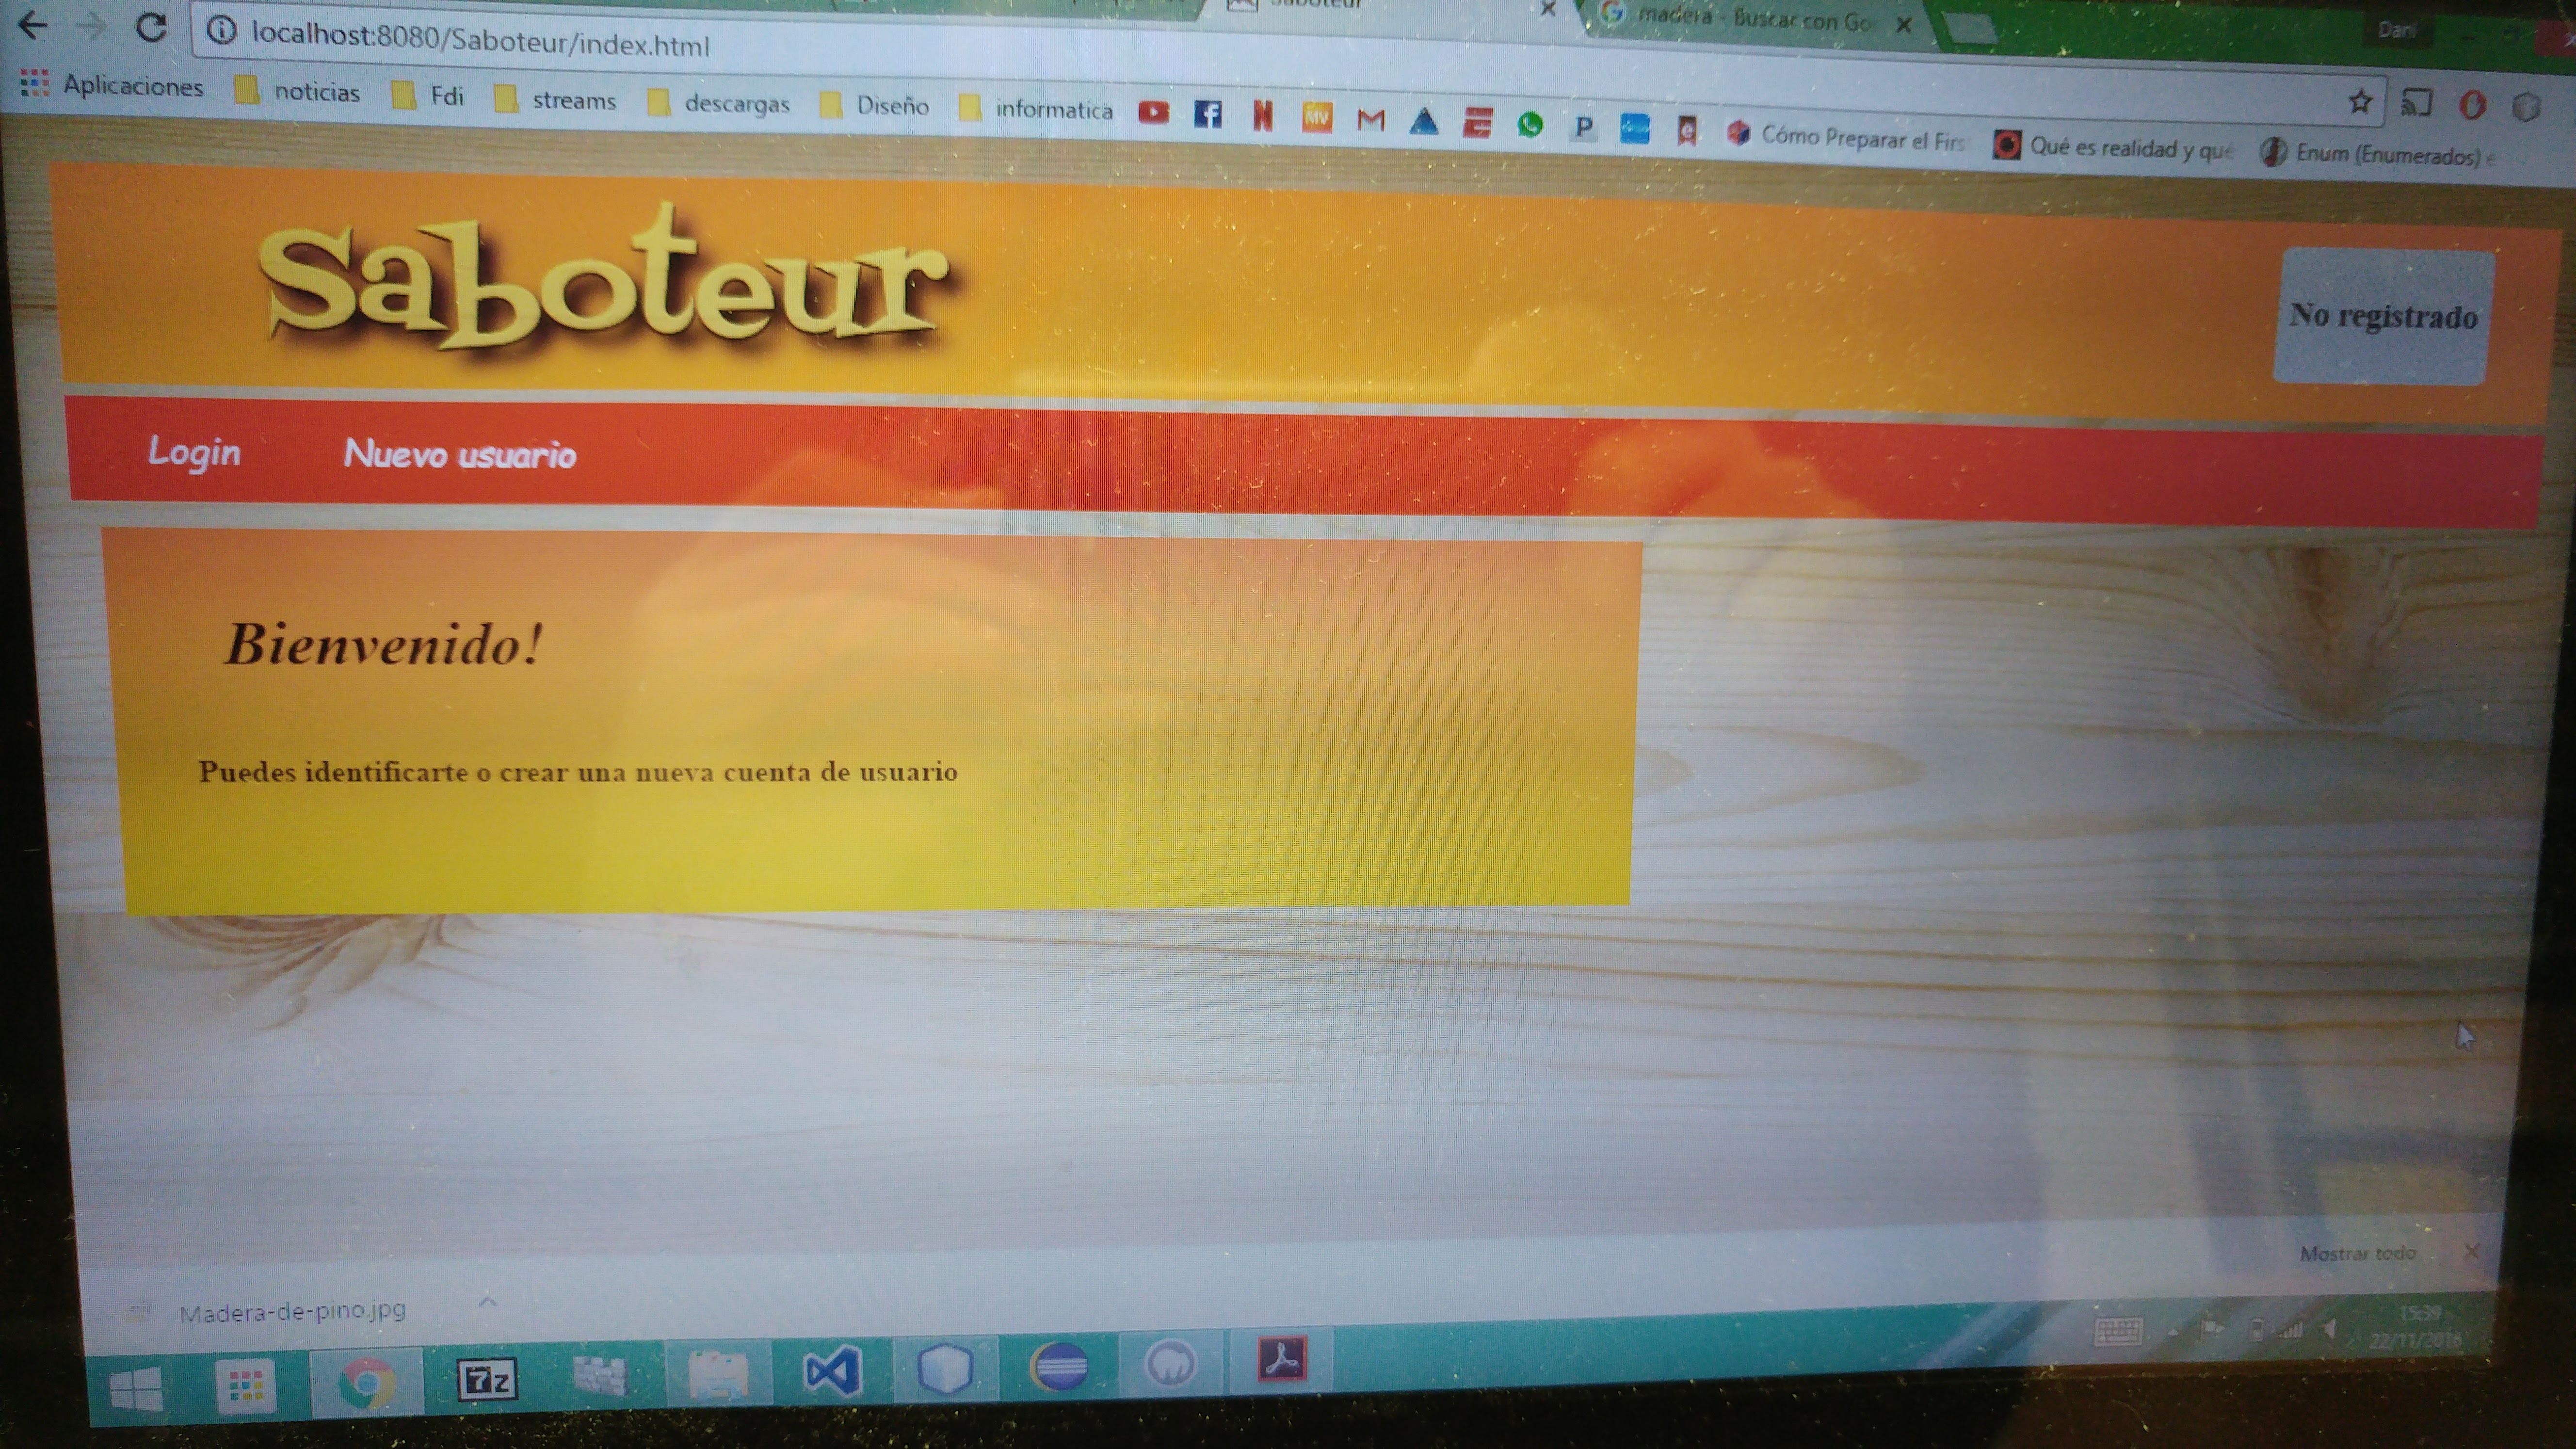 Saboteur
madera - Buscar con Go
Dani
localhost:8080/Saboteur/index.html
Aplicaciones noticias Fdi streams descargas Diseño informatica MV P Cómo Preparar el Firs Qué es realidad y que Enum (Enumerados) e
Saboteur
No registrado
Login Nuevo usuario
Bienvenido!
Puedes identificarte o crear una nueva cuenta de usuario
Mostrar todo
Madera-de-pino.jpg
7z
15:39
22/11/2016